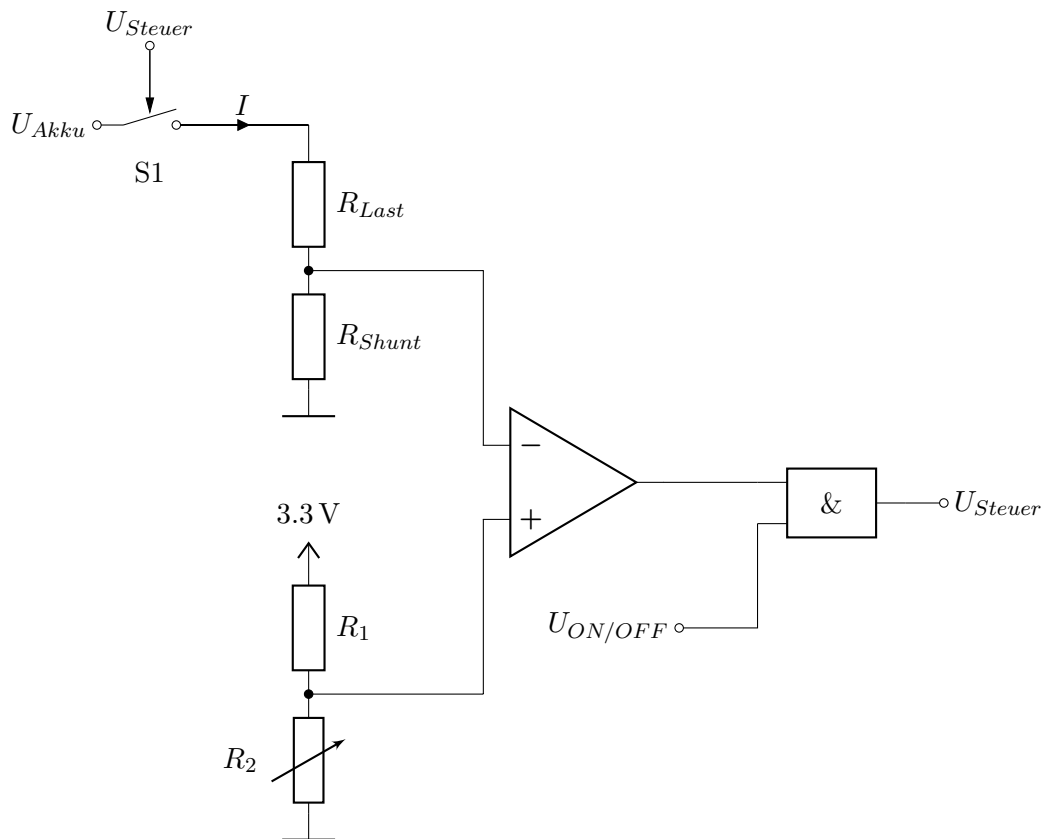 U_Steuer
U_Akku
I
S1
R_Last
R_Shunt
−
3.3 V
+
&
U_Steuer
R_1
U_ON/OFF
R_2